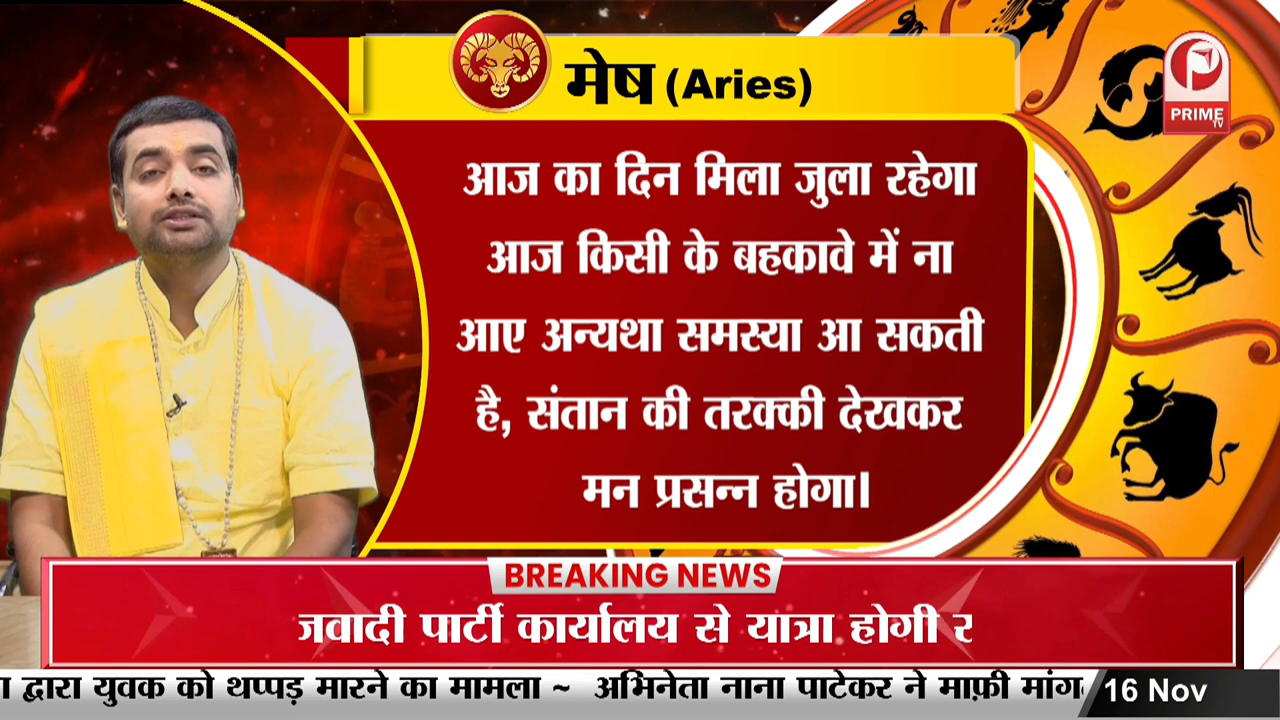 मेष (Aries)
PRIME
TV
आज का दिन मिला जुला रहेगा
आज किसी के बहकावे में ना
आए अन्यथा समस्या आ सकती
है, संतान की तरक्की देखकर
मन प्रसन्न होगा।
BREAKING NEWS
जवादी पार्टी कार्यालय से यात्रा होगी र
द्वारा युवक को थप्पड़ मारने का मामला ~ अभिनेता नाना पाटेकर ने माफ़ी मांग
16 Nov